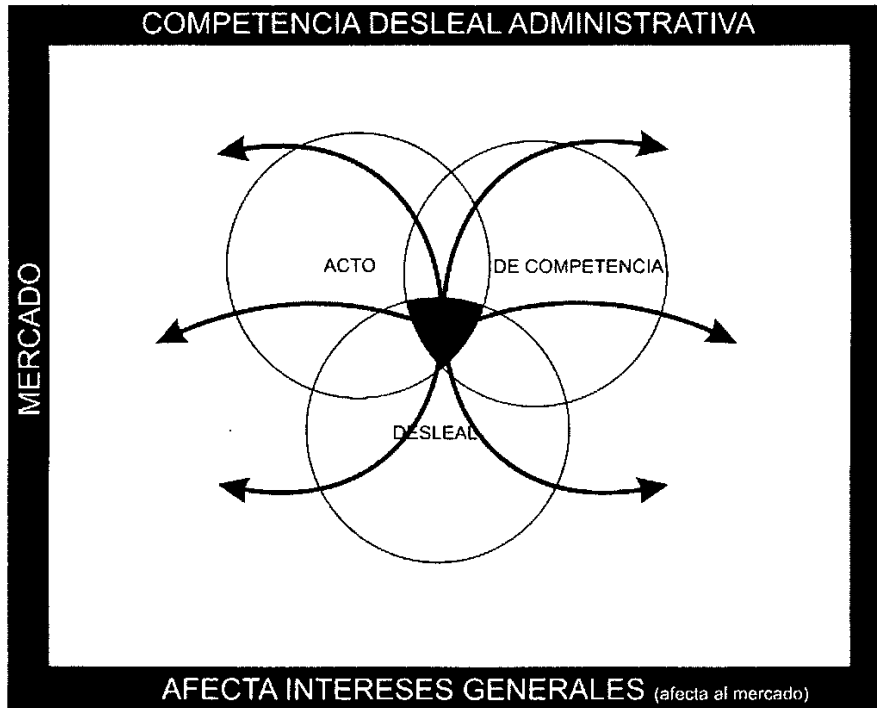 COMPETENCIA DESLEAL ADMINISTRATIVA
MERCADO
ACTO
DE COMPETENCIA
DESLEAL
AFECTA INTERESES GENERALES (afecta al mercado)